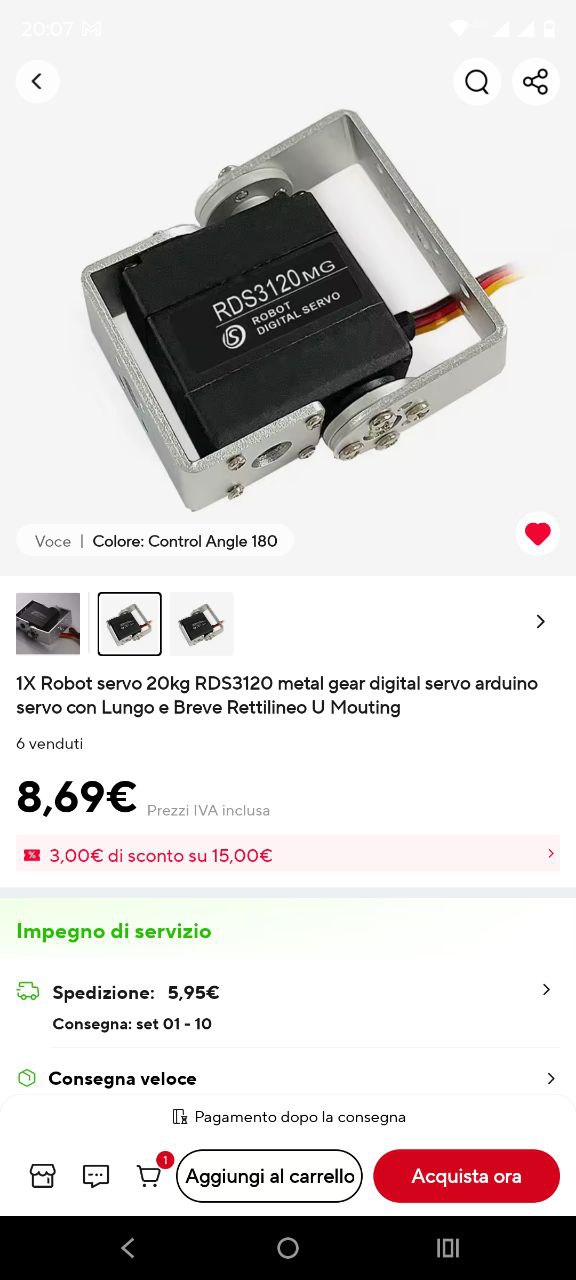 20:07
RDS3120 MG
ROBOT
DIGITAL SERVO
Voce | Colore: Control Angle 180
1X Robot servo 20kg RDS3120 metal gear digital servo arduino
servo con Lungo e Breve Rettilineo U Mouting
6 venduti
8,69€ Prezzi IVA inclusa
3,00€ di sconto su 15,00€
Impegno di servizio
Spedizione: 5,95€
Consegna: set 01 - 10
Consegna veloce
Pagamento dopo la consegna
1
Aggiungi al carrello
Acquista ora